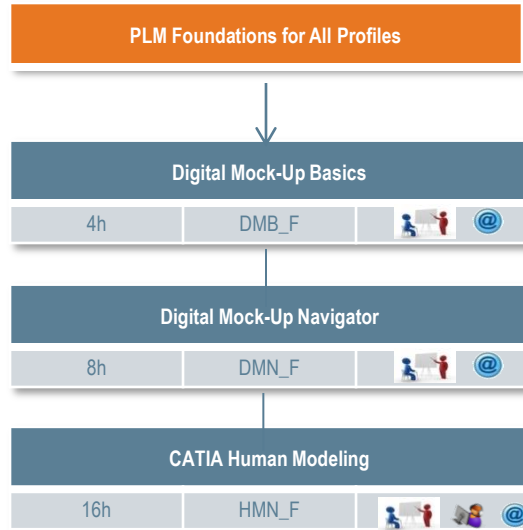 PLM Foundations for All Profiles
Digital Mock-Up Basics
4h DMB_F @
Digital Mock-Up Navigator
8h DMN_F @
CATIA Human Modeling
16h HMN_F @